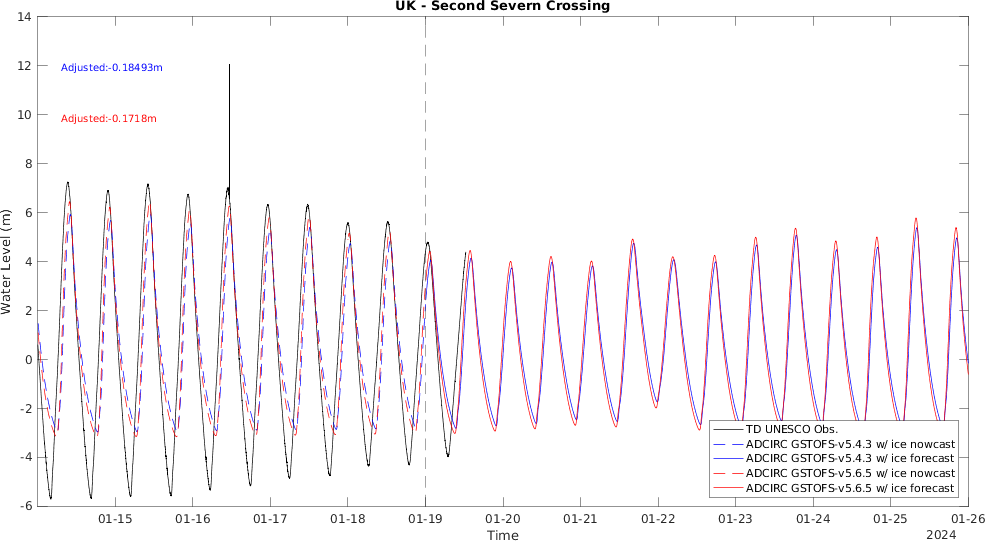 UK - Second Severn Crossing
14
12
10
8
6
4
2
0
-2
-4
-6
Water Level (m)
Adjusted:-0.18493m
Adjusted:-0.1718m
TD UNESCO Obs.
ADCIRC GSTOFS-v5.4.3 w/ ice nowcast
ADCIRC GSTOFS-v5.4.3 w/ ice forecast
ADCIRC GSTOFS-v5.6.5 w/ ice nowcast
ADCIRC GSTOFS-v5.6.5 w/ ice forecast
01-15 01-16 01-17 01-18 01-19 01-20 01-21 01-22 01-23 01-24 01-25 01-26
Time
2024